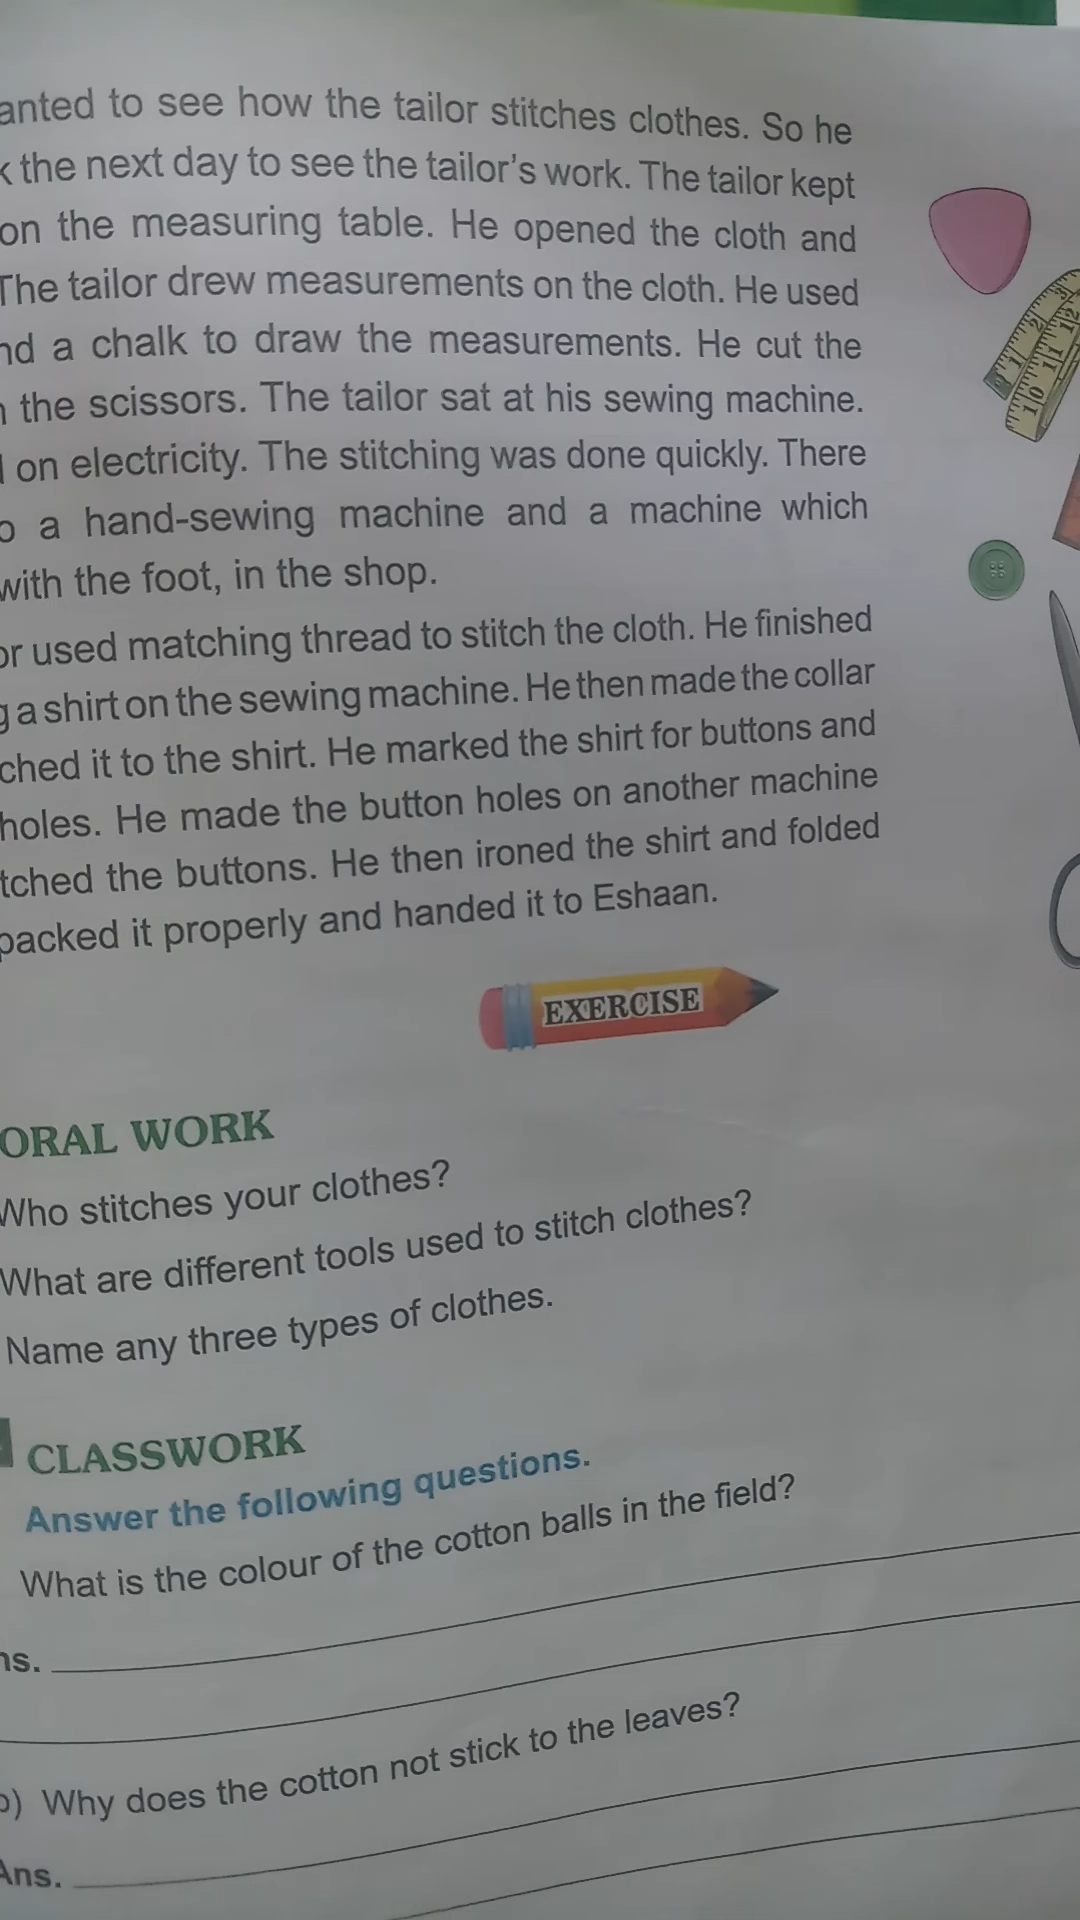 to see how the tailor stitches clothes. So he
the next day to see the tailor's work. The tailor kept
on the measuring table. He opened the cloth and
The tailor drew measurements on the cloth. He used
a chalk to draw the measurements. He cut the
the scissors. The tailor sat at his sewing machine.
on electricity. The stitching was done quickly. There
a hand-sewing machine and a machine which
with the foot, in the shop.
used matching thread to stitch the cloth. He finished
a shirt on the sewing machine. He then made the collar
it to the shirt. He marked the shirt for buttons and
holes. He made the button holes on another machine
the buttons. He then ironed the shirt and folded
packed it properly and handed it to Eshaan.
EXERCISE
ORAL WORK
Who stitches your clothes?
What are different tools used to stitch clothes?
Name any three types of clothes.
CLASSWORK
Answer the following questions.
What is the colour of the cotton balls in the field?
Why does the cotton not stick to the leaves?
Ans.